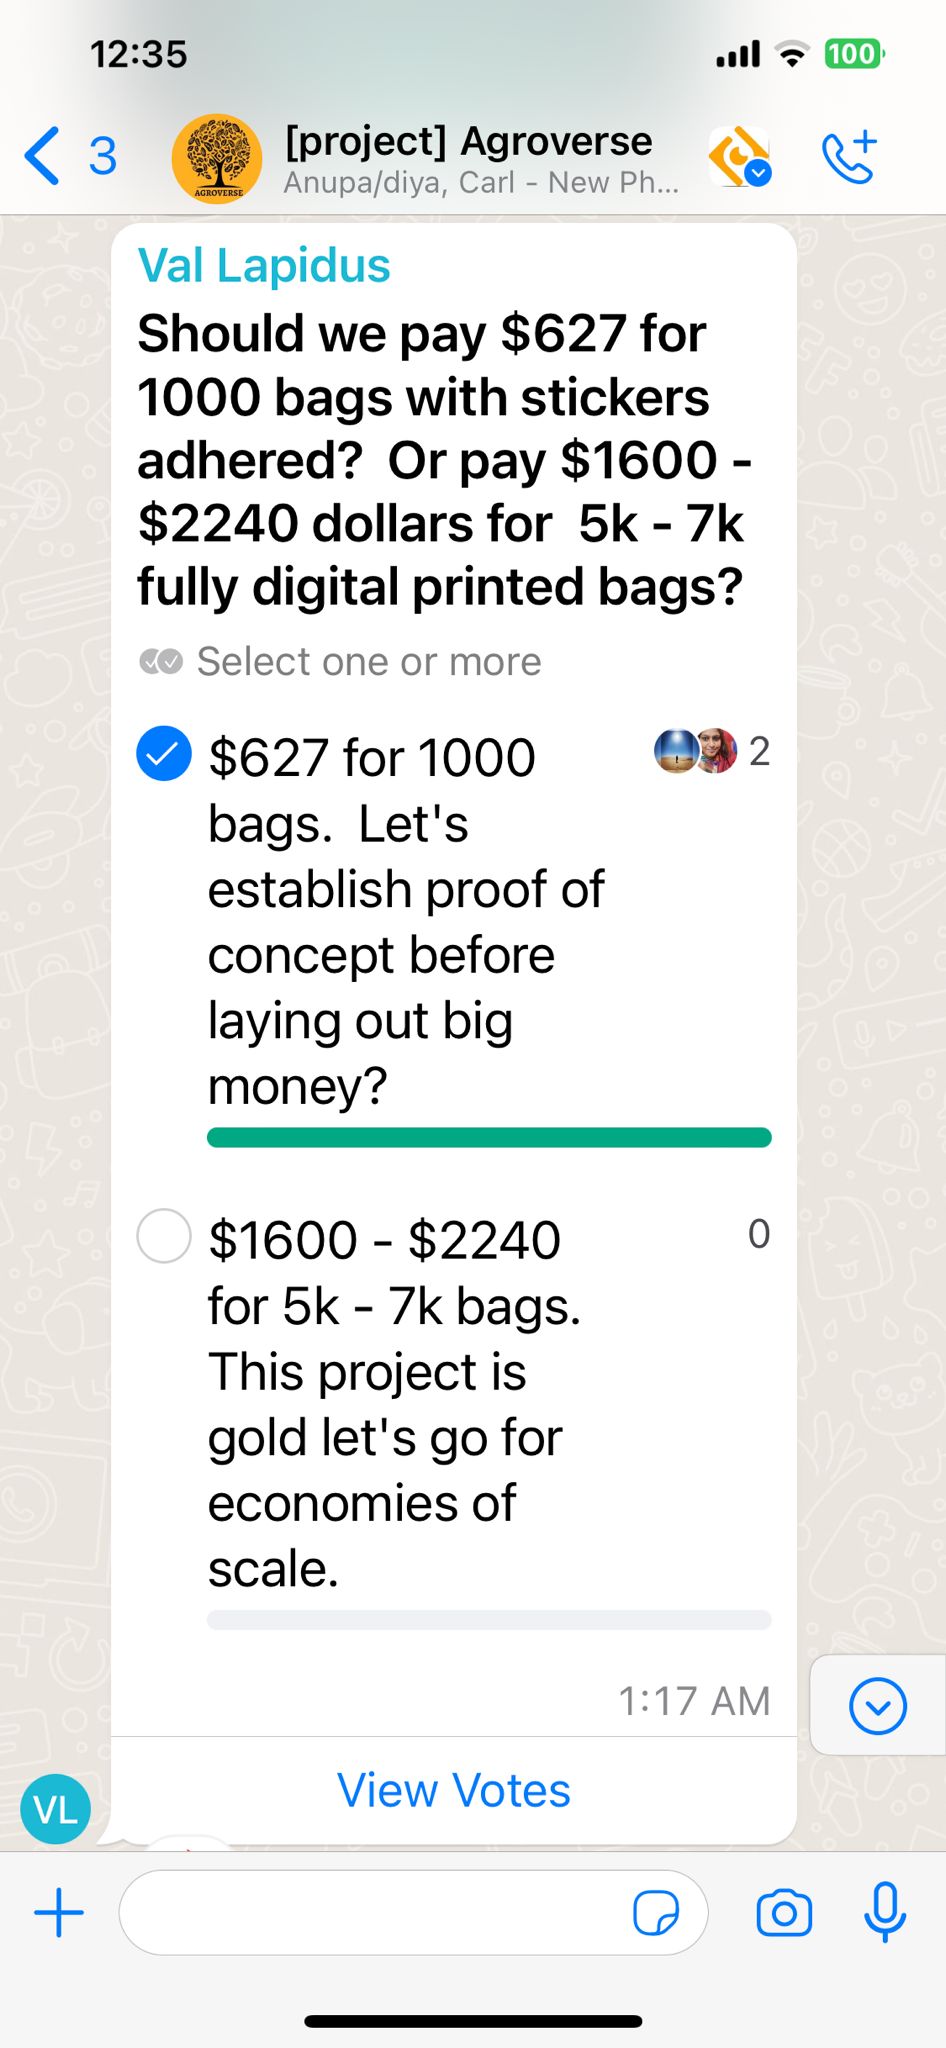 12:35
100
3
AGROVERSE
[project] Agroverse
Anupa/diya, Carl - New Ph...
Val Lapidus
Should we pay $627 for
1000 bags with stickers
adhered?  Or pay $1600 -
$2240 dollars for  5k - 7k
fully digital printed bags?
Select one or more
$627 for 1000
2
bags.  Let's
establish proof of
concept before
laying out big
money?
$1600 - $2240
0
for 5k - 7k bags.
This project is
gold let's go for
economies of
scale.
1:17 AM
View Votes
VL